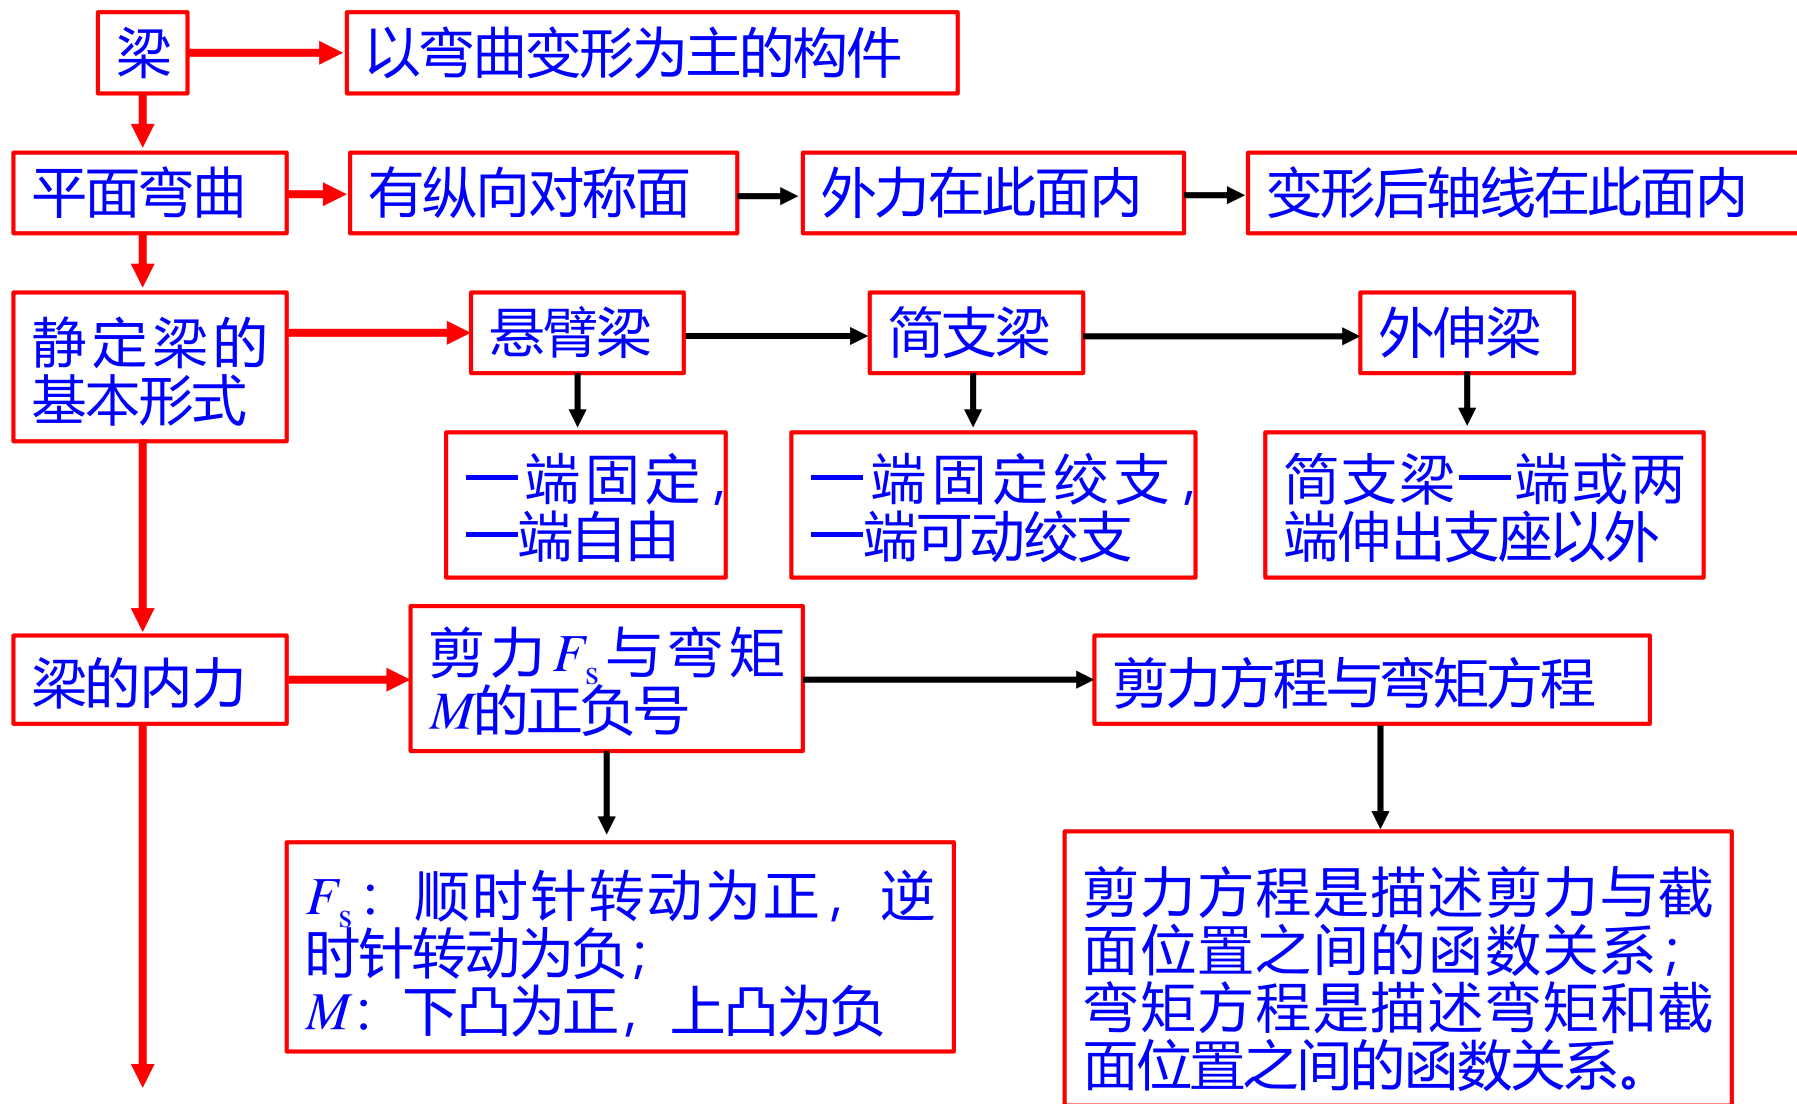 梁
以弯曲变形为主的构件
平面弯曲
有纵向对称面
外力在此面内
变形后轴线在此面内
静定梁的
基本形式
悬臂梁
简支梁
外伸梁
一端固定,
一端自由
一端固定绞支,
一端可动绞支
简支梁一端或两
端伸出支座以外
梁的内力
剪力Fs与弯矩
M的正负号
剪力方程与弯矩方程
Fs：顺时针转动为正，逆
时针转动为负；
M：下凸为正，上凸为负
剪力方程是描述剪力与截
面位置之间的函数关系；
弯矩方程是描述弯矩和截
面位置之间的函数关系。